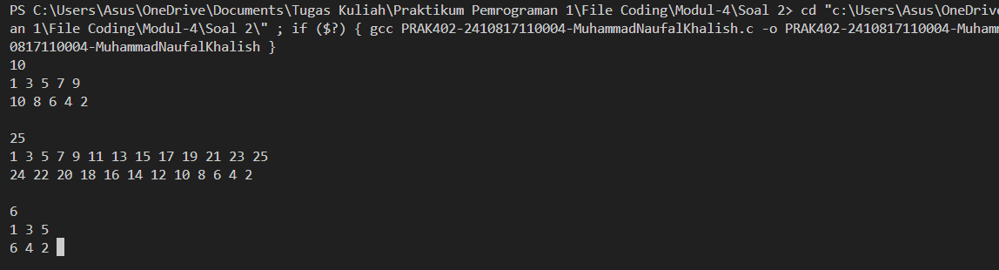 PS C:\Users\Asus\OneDrive\Documents\Tugas Kuliah\Praktikum Pemrograman 1\File Coding\Modul-4\Soal 2> cd "c:\Users\Asus\OneDrive
an 1\File Coding\Modul-4\Soal 2\" ; if ($?) { gcc PRAK402-2410817110004-MuhammadNaufalKhalish.c -o PRAK402-2410817110004-Muhamm
0817110004-MuhammadNaufalKhalish }
10
1 3 5 7 9
10 8 6 4 2
25
1 3 5 7 9 11 13 15 17 19 21 23 25
24 22 20 18 16 14 12 10 8 6 4 2
6
1 3 5
6 4 2